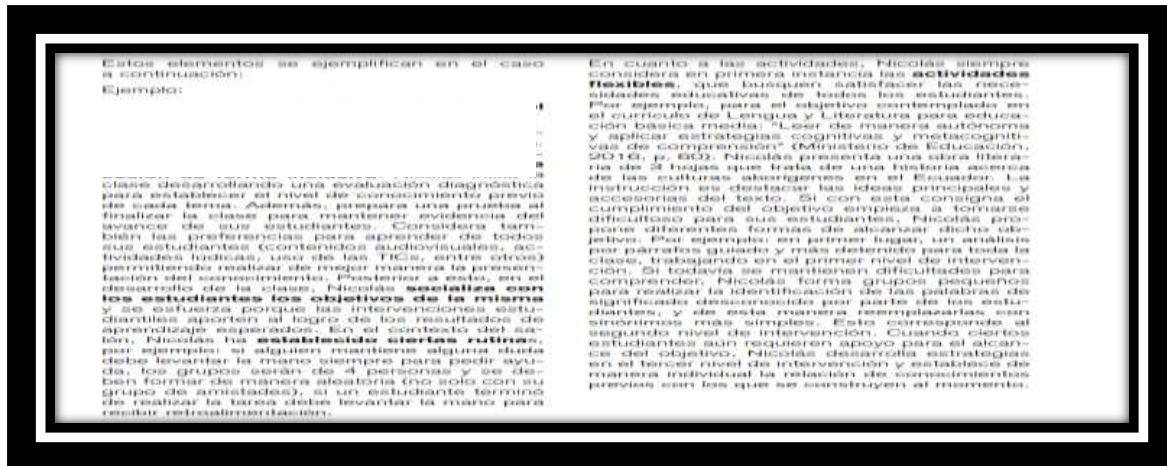 Estos elementos se ejemplifican en el caso
a continuación:
Ejemplo:
clase desarrollando una evaluación diagnóstica
para establecer el nivel de conocimiento previo
de cada tema. Además, prepara una prueba al
finalizar la clase para mantener evidencia del
avance de sus estudiantes. Considera tam-
bién las preferencias para aprender de todos
sus estudiantes (contenidos audiovisuales, ac-
tividades lúdicas, uso de las TICs, entre otros)
permitiendo realizar de mejor manera la presen-
tación del conocimiento. Posterior a esto, en el
desarrollo de la clase, Nicolás socializa con
los estudiantes los objetivos de la misma
y se esfuerza porque las intervenciones estu-
diantiles aporten al logro de los resultados de
aprendizaje esperados. En el contexto del sa-
lón, Nicolás ha establecido ciertas rutinas,
por ejemplo: si alguien mantiene alguna duda
debe levantar la mano siempre para pedir ayu-
da, los grupos serán de 4 personas y se de-
ben formar de manera aleatoria (no solo con su
grupo de amistades), si un estudiante terminó
de realizar la tarea debe levantar la mano para
recibir retroalimentación.
En cuanto a las actividades, Nicolás siempre
considera en primera instancia las actividades
flexibles, que busquen satisfacer las nece-
sidades educativas de todos los estudiantes.
Por ejemplo, para el objetivo contemplado en
el currículo de Lengua y Literatura para educa-
ción básica media: "Leer de manera autónoma
y aplicar estrategias cognitivas y metacogniti-
vas de comprensión" (Ministerio de Educación,
2016, p. 60). Nicolás presenta una obra litera-
ria de 3 hojas que trata de una historia acerca
de las culturas aborígenes en el Ecuador. La
instrucción es destacar las ideas principales y
accesorias del texto. Si con esta consigna el
cumplimiento del objetivo empieza a tornarse
dificultoso para sus estudiantes, Nicolás pro-
pone diferentes formas de alcanzar dicho ob-
jetivo. Por ejemplo: en primer lugar, un análisis
por párrafos guiado y más detenido para toda la
clase, trabajando en el primer nivel de interven-
ción. Si todavía se mantienen dificultades para
comprender, Nicolás forma grupos pequeños
para realizar la identificación de las palabras de
significado desconocido por parte de los estu-
diantes, y de esta manera reemplazarlas con
sinónimos más simples. Esto corresponde al
segundo nivel de intervención. Cuando ciertos
estudiantes aún requieren apoyo para el alcan-
ce del objetivo, Nicolás desarrolla estrategias
en el tercer nivel de intervención y establece de
manera individual la relación de conocimientos
previos con los que se construyen al momento.